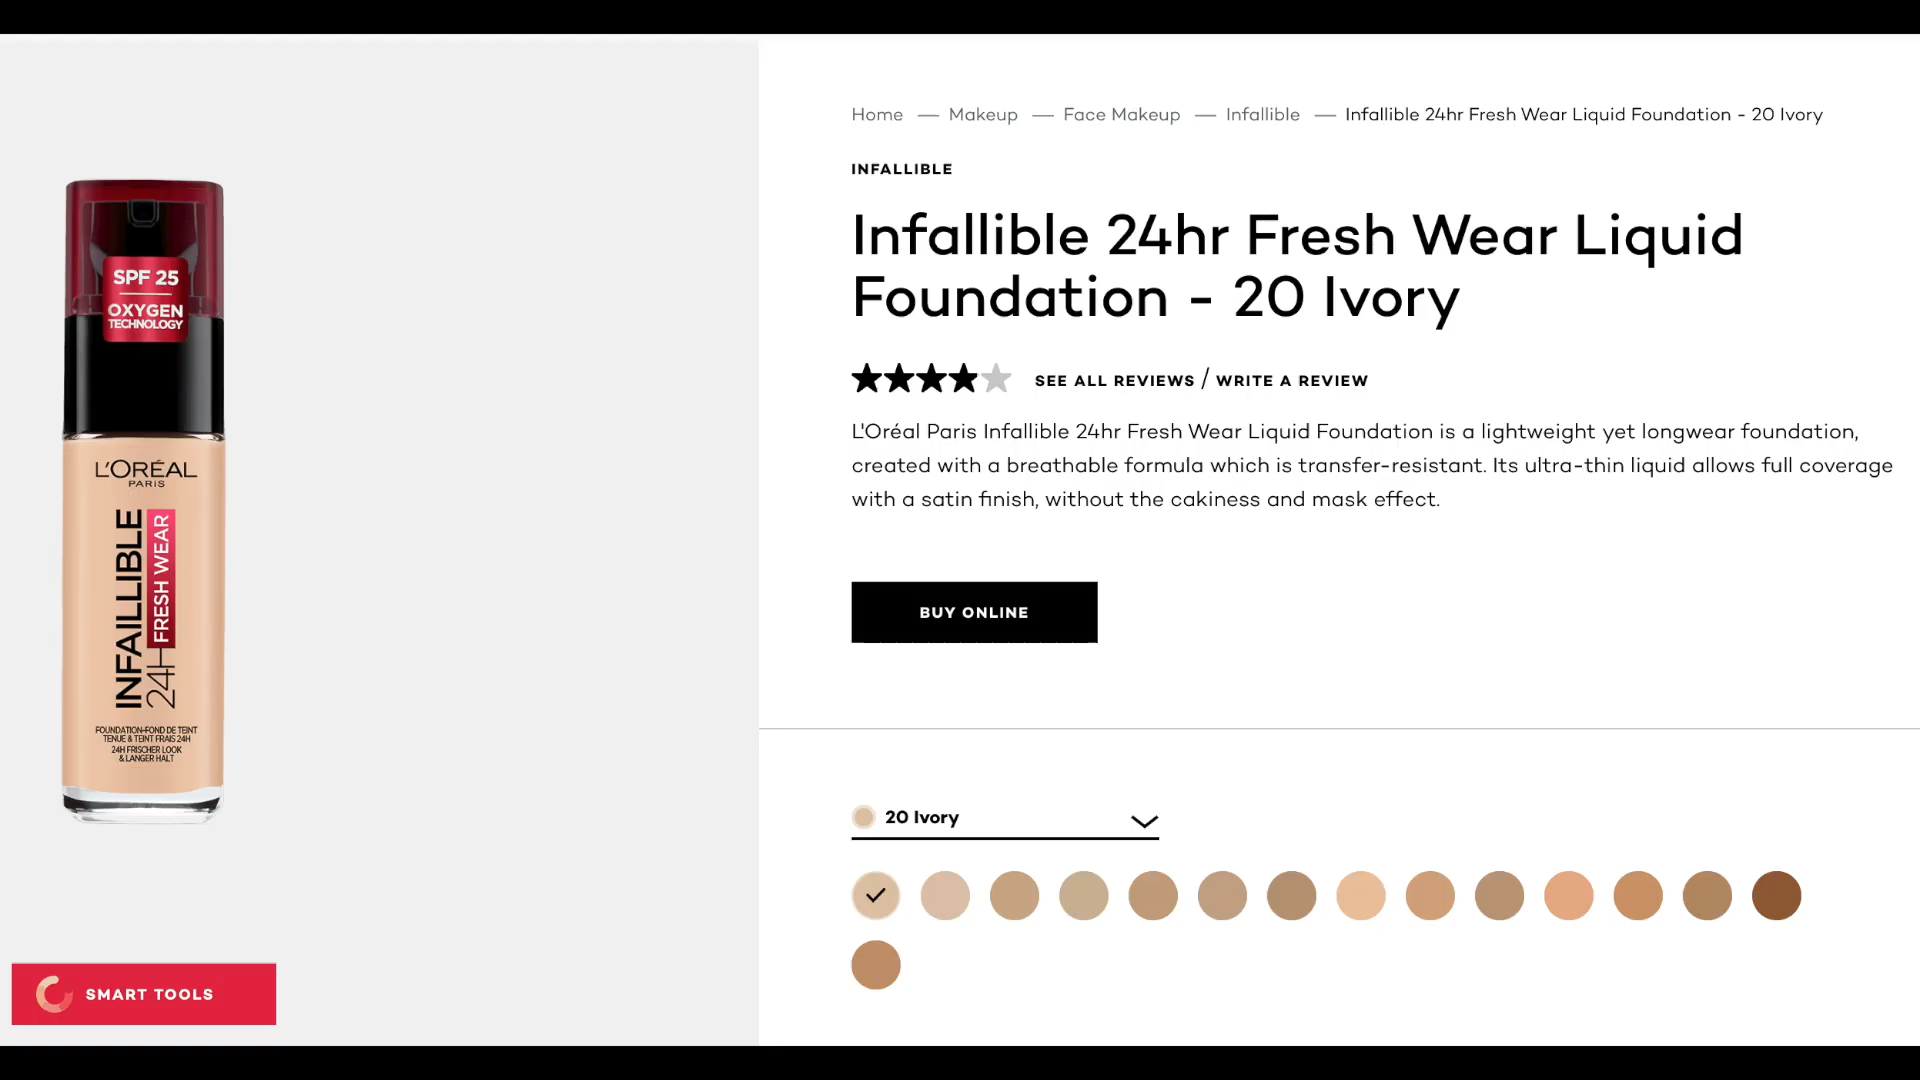 Home — Makeup — Face Makeup — Infallible — Infallible 24hr Fresh Wear Liquid Foundation - 20 Ivory
INFALLIBLE
Infallible 24hr Fresh Wear Liquid
Foundation - 20 Ivory
SEE ALL REVIEWS / WRITE A REVIEW
L'Oréal Paris Infallible 24hr Fresh Wear Liquid Foundation is a lightweight yet longwear foundation,
created with a breathable formula which is transfer-resistant. Its ultra-thin liquid allows full coverage
with a satin finish, without the cakiness and mask effect.
BUY ONLINE
20 Ivory
SPF 25
OXYGEN
TECHNOLOGY
L'ORÉAL
PARIS
INFAILLIBLE
24H FRESH WEAR
FOUNDATION-FOND DE TEINT
TENUE & TEINT FRAIS 24H
24H FRISCHER LOOK
& LANGER HALT
SMART TOOLS